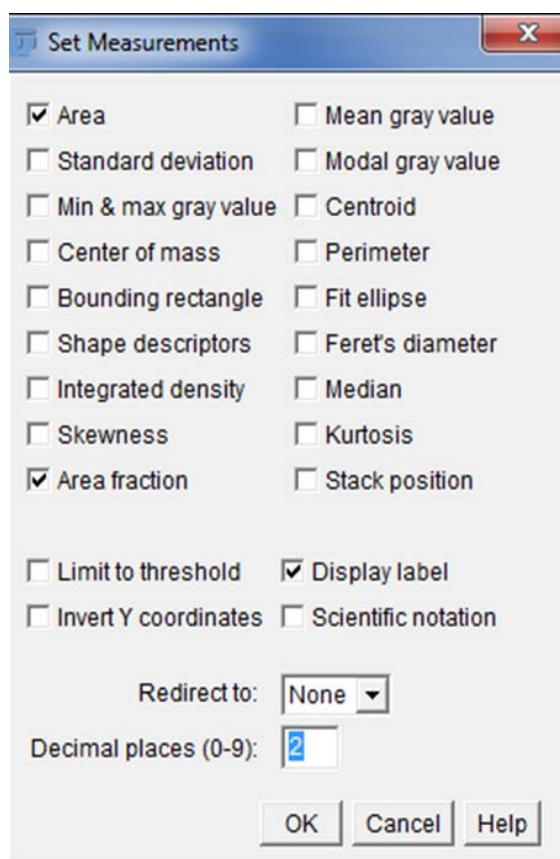 Set Measurements
Area Mean gray value
Standard deviation Modal gray value
Min & max gray value Centroid
Center of mass Perimeter
Bounding rectangle Fit ellipse
Shape descriptors Feret's diameter
Integrated density Median
Skewness Kurtosis
Area fraction Stack position
Limit to threshold Display label
Invert Y coordinates Scientific notation
Redirect to: None
Decimal places (0-9): 2
OK Cancel Help